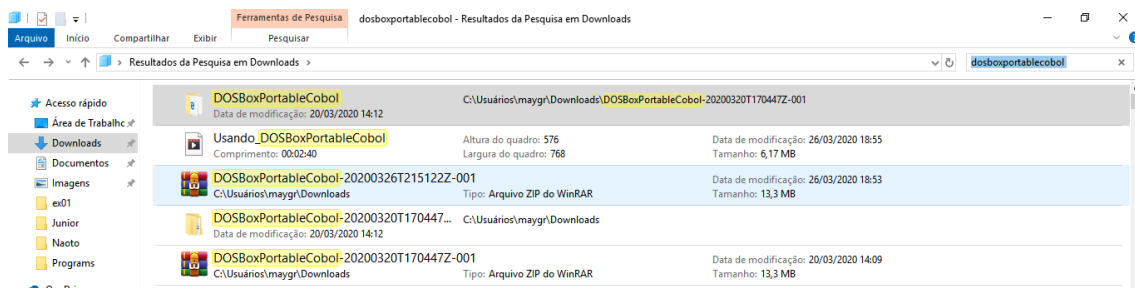 Ferramentas de Pesquisa dosboxportablecobol - Resultados da Pesquisa em Downloads
Arquivo Início Compartilhar Exibir Pesquisar
Resultados da Pesquisa em Downloads dosboxportablecobol
Acesso rápido
Área de Trabalhc
Downloads
Documentos
Imagens
ex01
Junior
Naoto
Programs
DOSBoxPortableCobol C:\Usuários\maygr\Downloads\DOSBoxPortableCobol-20200320T170447Z-001
Data de modificação: 20/03/2020 14:12
Usando_DOSBoxPortableCobol Altura do quadro: 576 Data de modificação: 26/03/2020 18:55
Comprimento: 00:02:40 Largura do quadro: 768 Tamanho: 6,17 MB
DOSBoxPortableCobol-20200326T215122Z-001 Data de modificação: 26/03/2020 18:53
C:\Usuários\maygr\Downloads Tipo: Arquivo ZIP do WinRAR Tamanho: 13,3 MB
DOSBoxPortableCobol-20200320T170447... C:\Usuários\maygr\Downloads
Data de modificação: 20/03/2020 14:12
DOSBoxPortableCobol-20200320T170447Z-001 Data de modificação: 20/03/2020 14:09
C:\Usuários\maygr\Downloads Tipo: Arquivo ZIP do WinRAR Tamanho: 13,3 MB